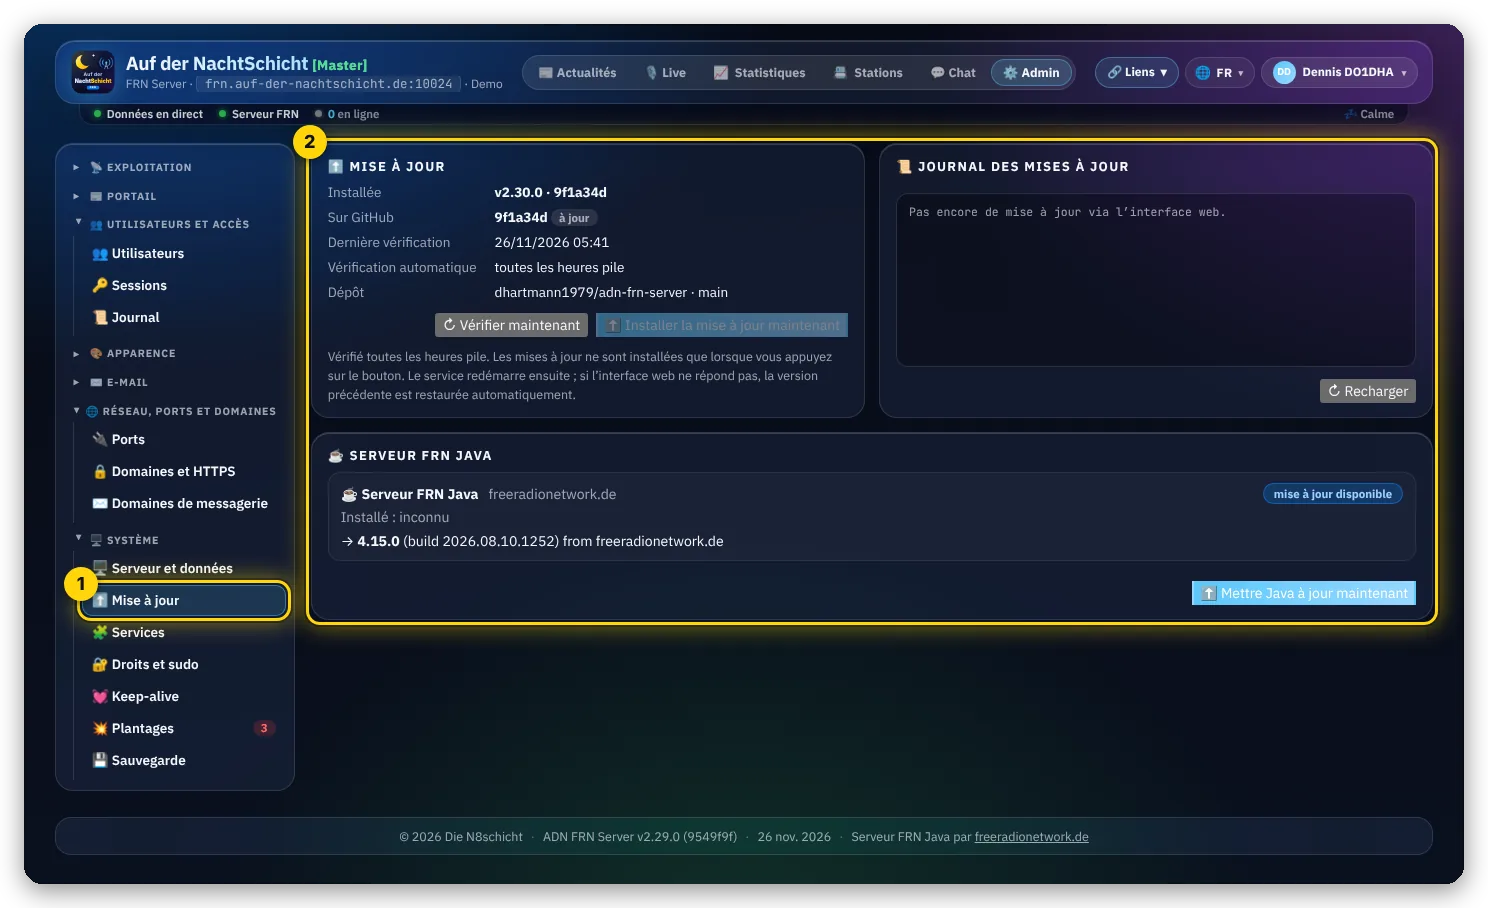 Auf der NachtSchicht [Master]
FRN Server · frn.auf-der-nachtschicht.de:10024 · Demo
Actualités
Live
Statistiques
Stations
Chat
Admin
Liens ▾
FR ▾
DD Dennis DO1DHA ▾
Données en direct
Serveur FRN
0 en ligne
Calme
EXPLOITATION
PORTAIL
UTILISATEURS ET ACCÈS
Utilisateurs
Sessions
Journal
APPARENCE
E-MAIL
RÉSEAU, PORTS ET DOMAINES
Ports
Domaines et HTTPS
Domaines de messagerie
SYSTÈME
Serveur et données
1
Mise à jour
Services
Droits et sudo
Keep-alive
Plantages 3
Sauvegarde
2
MISE À JOUR
Installée v2.30.0 · 9f1a34d
Sur GitHub 9f1a34d à jour
Dernière vérification 26/11/2026 05:41
Vérification automatique toutes les heures pile
Dépôt dhartmann1979/adn-frn-server · main
↻ Vérifier maintenant
Installer la mise à jour maintenant
Vérifié toutes les heures pile. Les mises à jour ne sont installées que lorsque vous appuyez
sur le bouton. Le service redémarre ensuite ; si l’interface web ne répond pas, la version
précédente est restaurée automatiquement.
JOURNAL DES MISES À JOUR
Pas encore de mise à jour via l’interface web.
↻ Recharger
SERVEUR FRN JAVA
Serveur FRN Java freeradionetwork.de
mise à jour disponible
Installé : inconnu
→ 4.15.0 (build 2026.08.10.1252) from freeradionetwork.de
Mettre Java à jour maintenant
© 2026 Die N8schicht · ADN FRN Server v2.29.0 (9549f9f) · 26 nov. 2026 · Serveur FRN Java par freeradionetwork.de